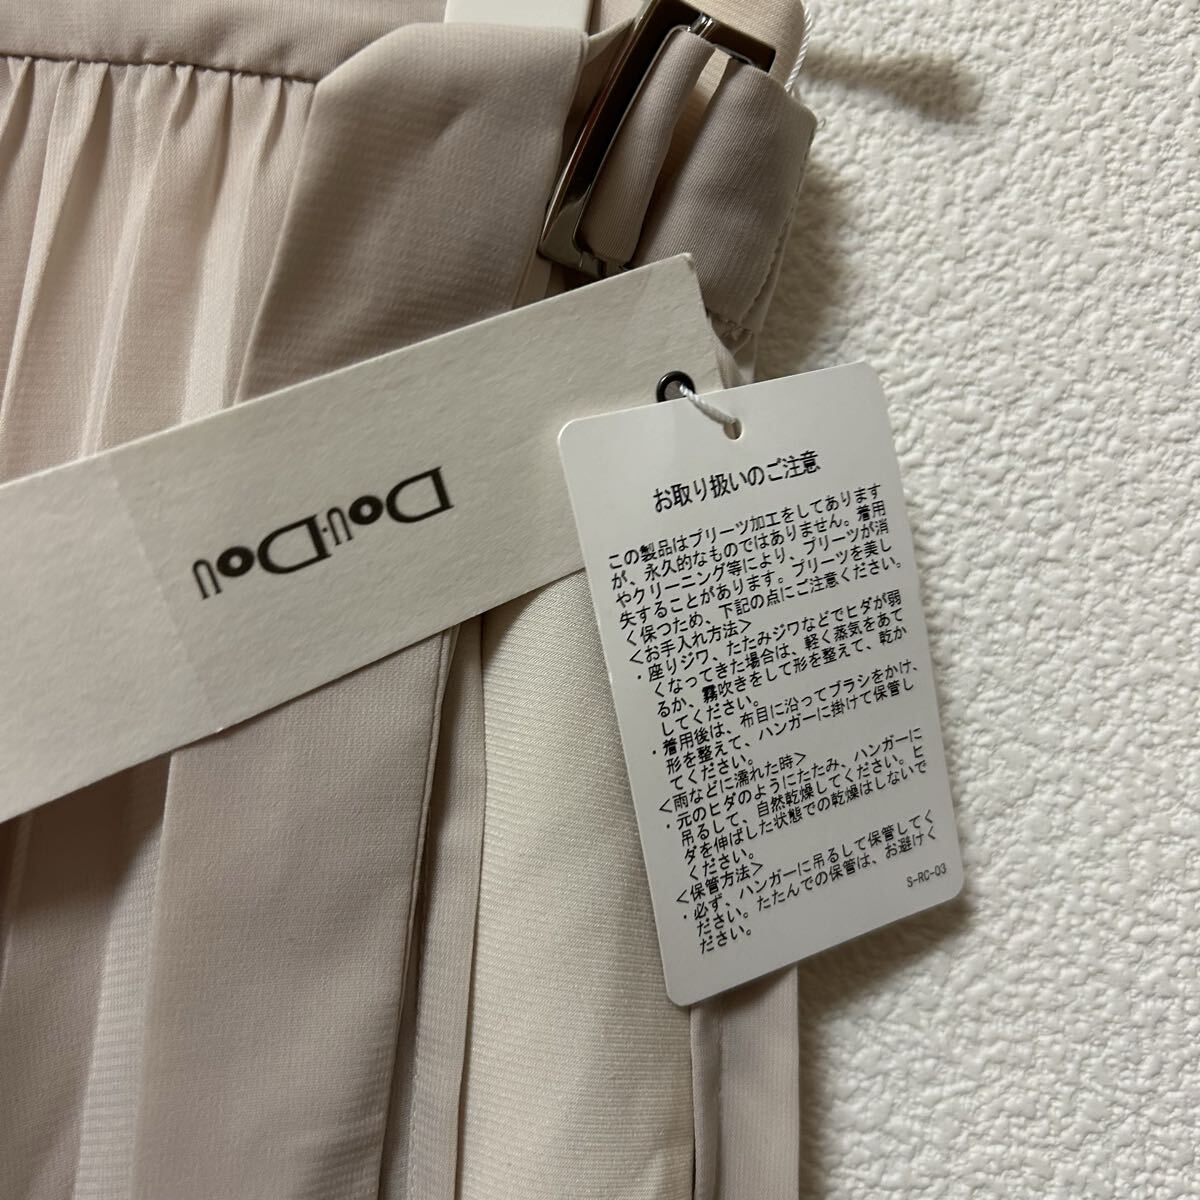 DoU·DoU
お取り扱いのご注意
この製品はプリーツ加工をしてあります
が、永久的なものではありません。着用
やクリーニング等により、プリーツが消
失することがあります。プリーツを美し
く保つため、下記の点にご注意ください。
＜お手入れ方法＞
・座りジワ、たたみジワなどでヒダが弱
くなってきた場合は、軽く蒸気をあて
るか、霧吹きをして形を整えて、乾か
してください。
・着用後は、布目に沿ってブラシをかけ、
形を整えて、ハンガーに掛けて保管し
てください。
＜雨などに濡れた時＞
・元のヒダのようにたたみ、ハンガーに
吊るして、自然乾燥してください。ヒ
ダを伸ばした状態での乾燥はしないで
ください。
＜保管方法＞
・必ず、ハンガーに吊るして保管してく
ださい。たたんでの保管は、お避けく
ださい。
S-RC-03